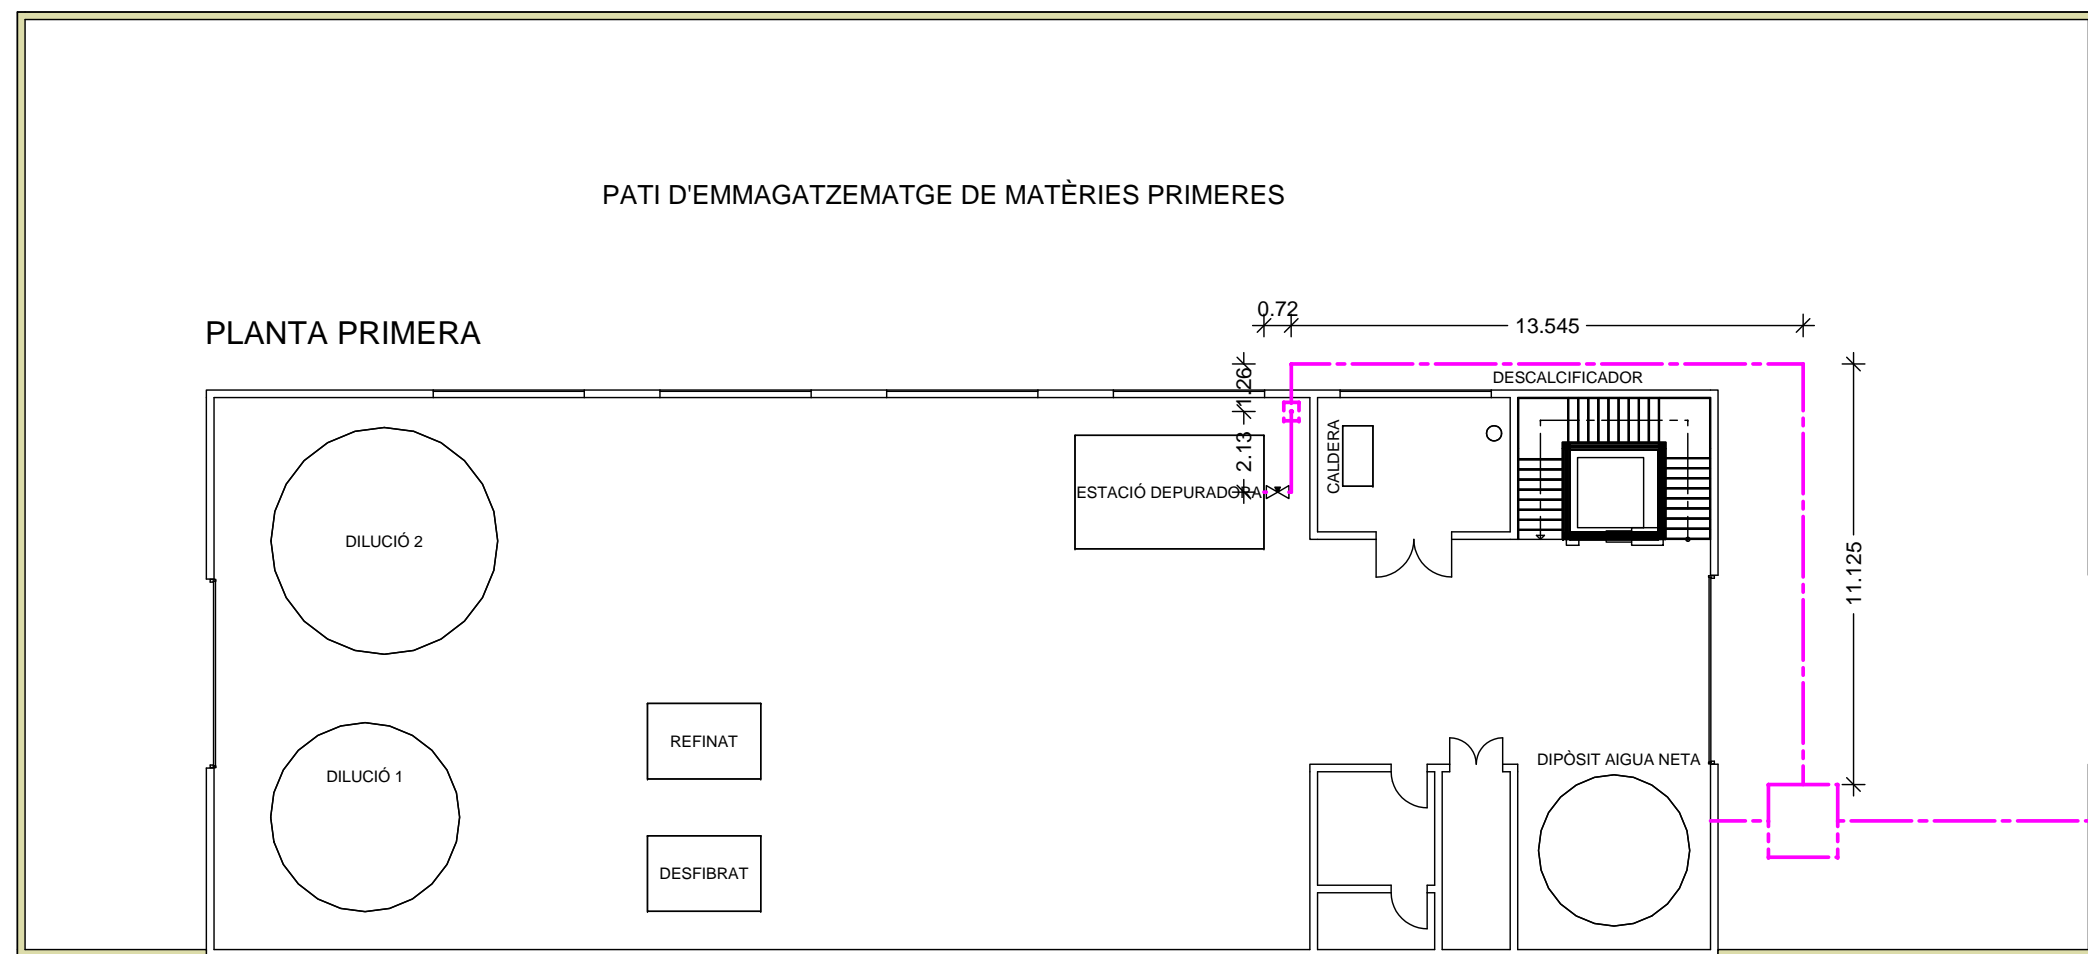 PATI D'EMMAGATZEMATGE DE MATÈRIES PRIMERES
PLANTA PRIMERA
0.72
13.545
1.26
DESCALCIFICADOR
2.13
CALDERA
ESTACIÓ DEPURADORA
DILUCIÓ 2
11.125
REFINAT
DILUCIÓ 1
DIPÒSIT AIGUA NETA
DESFIBRAT